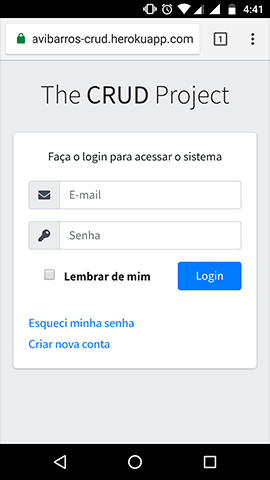 4:41
avibarros-crud.herokuapp.com
1
The CRUD Project
Faça o login para acessar o sistema
E-mail
Senha
Lembrar de mim
Login
Esqueci minha senha
Criar nova conta